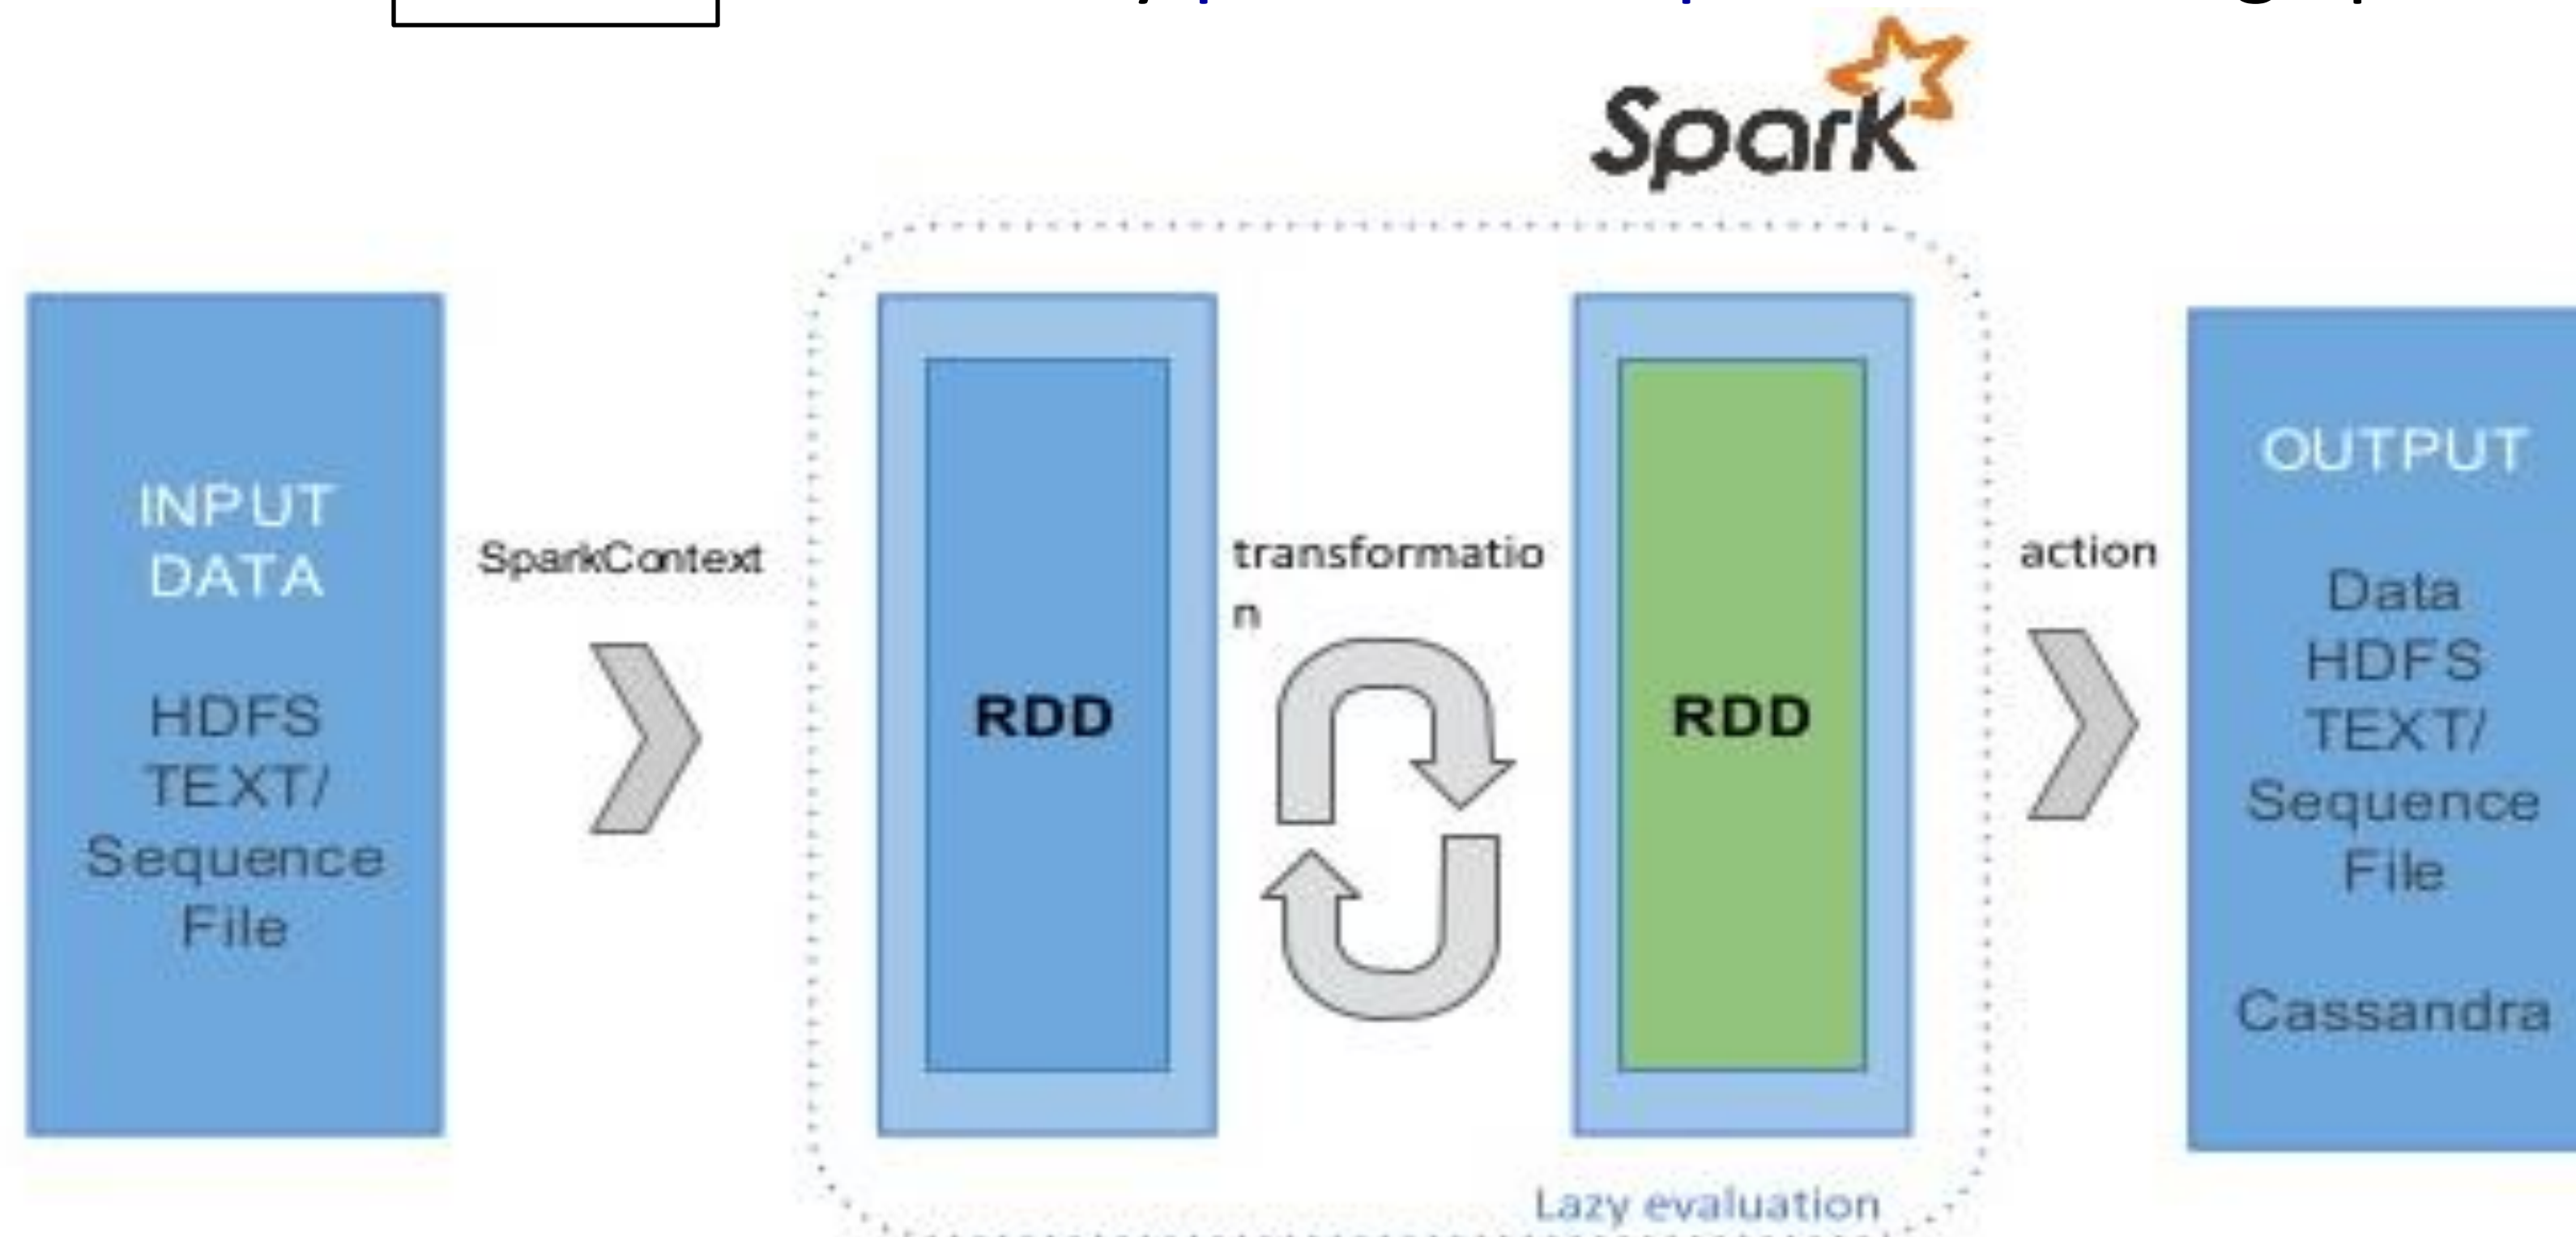 Spark
INPUT
DATA
HDFS
TEXT/
Sequence
File
SparkContext
RDD
transformatio
n
RDD
Lazy evaluation
action
OUTPUT
Data
HDFS
TEXT/
Sequence
File
Cassandra